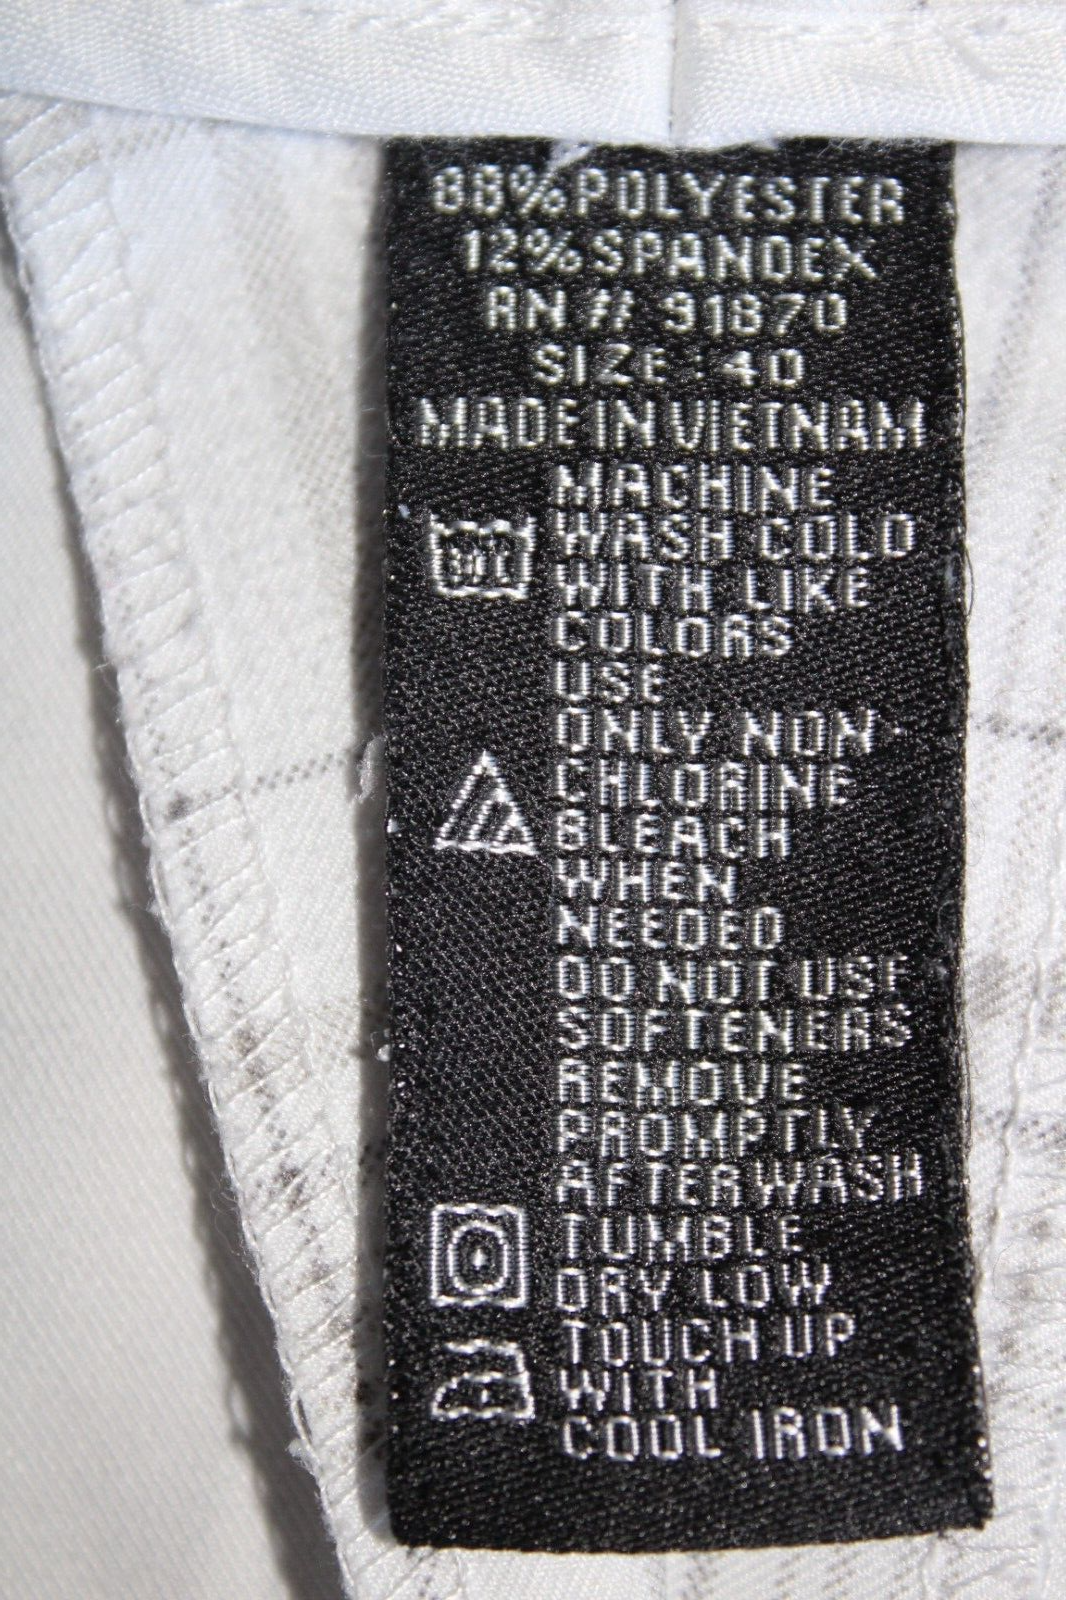 88% POLYESTER
12% SPANDEX
RN # 91870
SIZE: 40
MADE IN VIETNAM
MACHINE
WASH COLD
WITH LIKE
COLORS
USE
ONLY NON-
CHLORINE
BLEACH
WHEN
NEEDED
DO NOT USE
SOFTENERS
REMOVE
PROMPTLY
AFTER WASH
TUMBLE
DRY LOW
TOUCH UP
WITH
COOL IRON